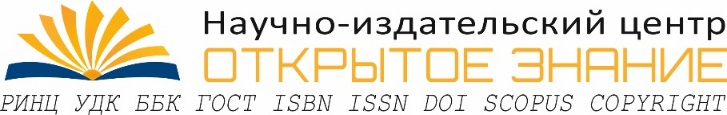 Научно-издательский центр
ОТКРЫТОЕ ЗНАНИЕ
РИНЦ УДК ББК ГОСТ ISBN ISSN DOI SCOPUS COPYRIGHT